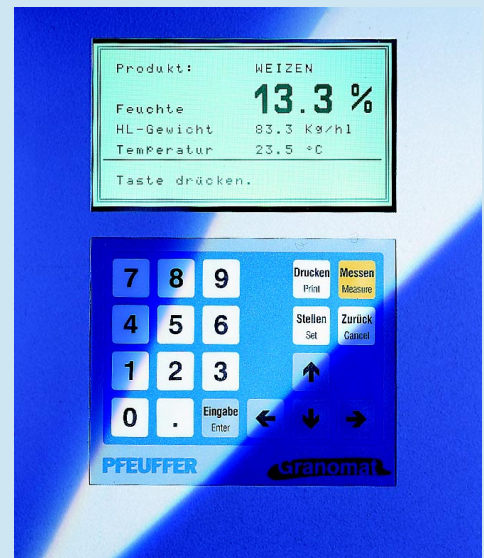 Produkt: WEIZEN
Feuchte 13.3 %
HL-Gewicht 83.3 Kg/hl
Temperatur 23.5 °C
Taste drücken.
7 8 9 Drucken Messen
Print Measure
4 5 6 Stellen Zurück
Set Cancel
1 2 3 ↑
0 . Eingabe ← ↓ →
Enter
PFEUFFER Granomat